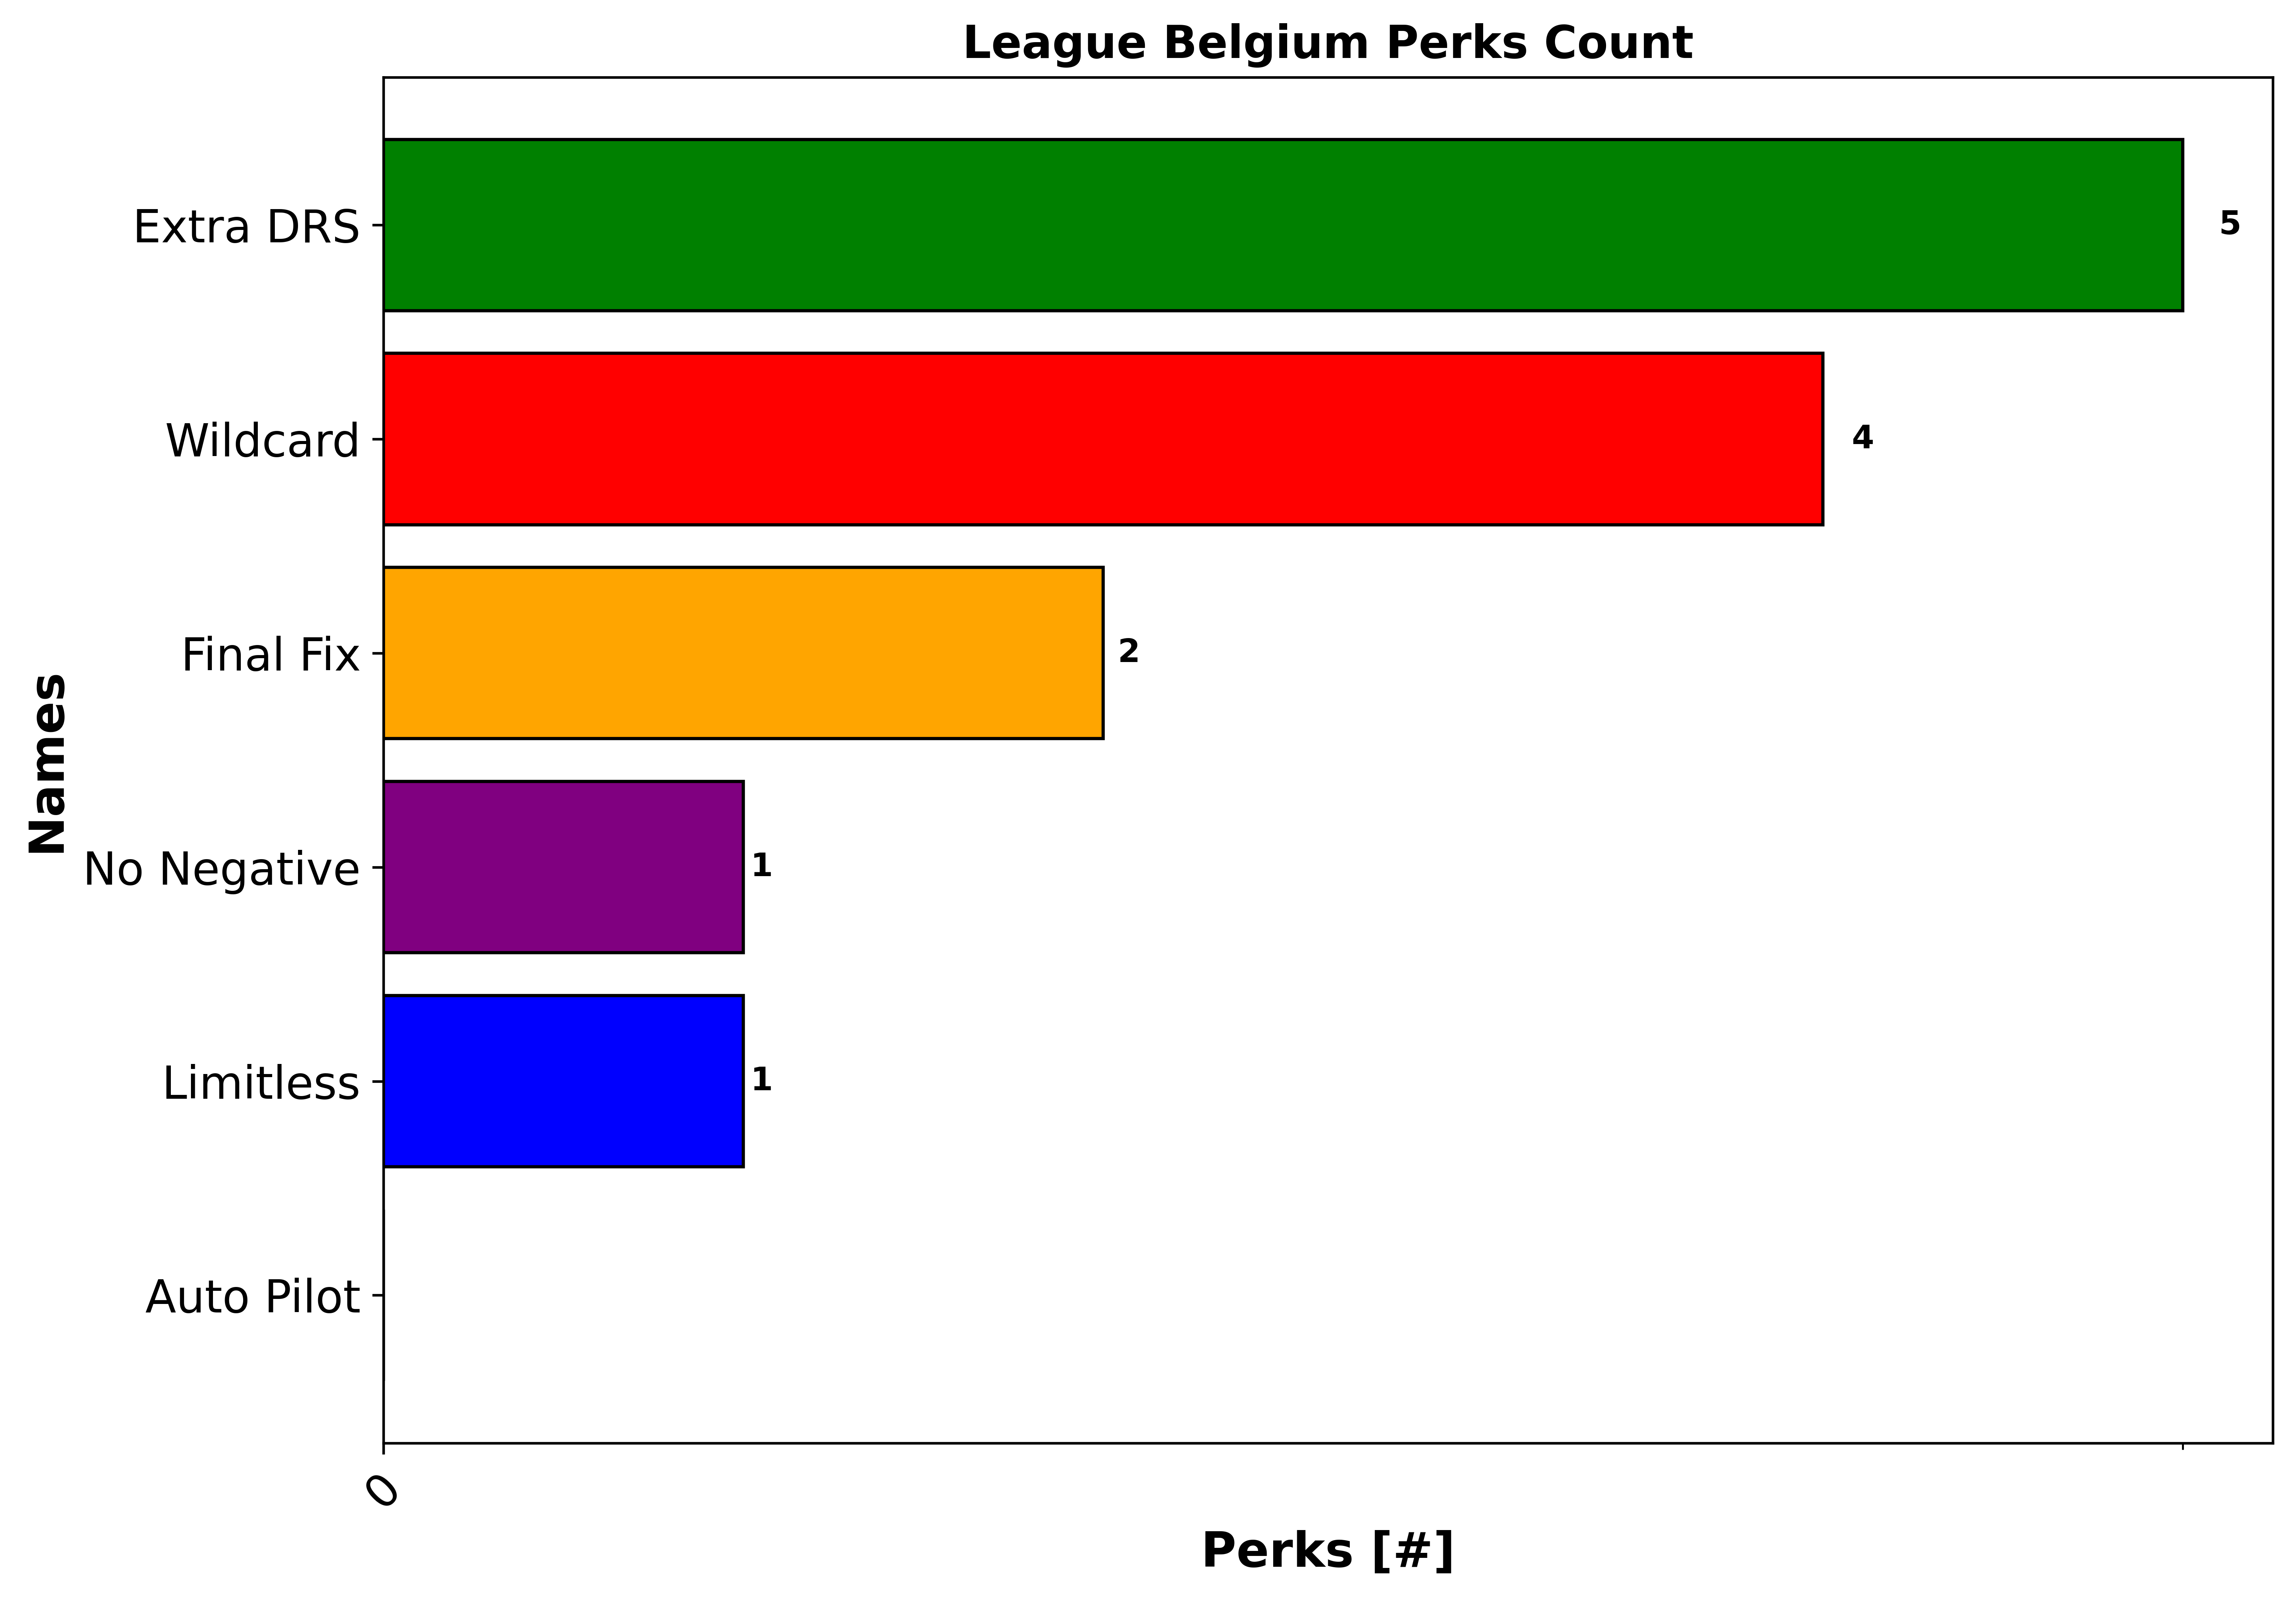 League Belgium Perks Count
Names
Extra DRS
5
Wildcard
4
Final Fix
2
No Negative
1
Limitless
1
Auto Pilot
0
Perks [#]